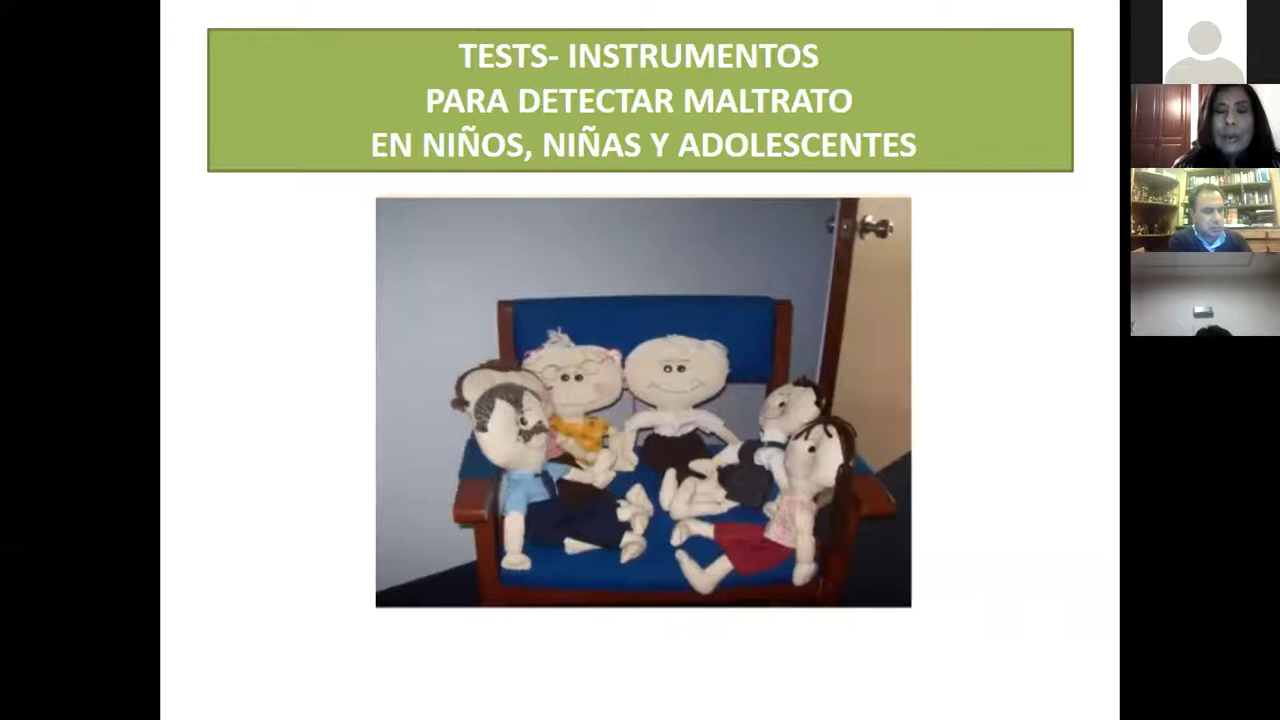 TESTS- INSTRUMENTOS
PARA DETECTAR MALTRATO
EN NIÑOS, NIÑAS Y ADOLESCENTES